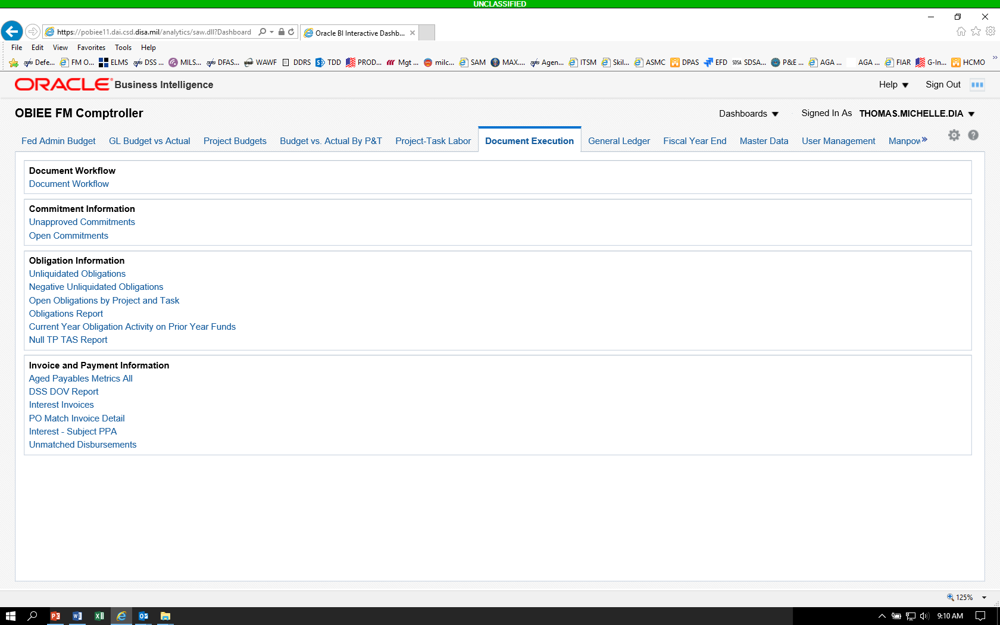 UNCLASSIFIED
https://pobiee11.dai.csd.disa.mil/analytics/saw.dll?Dashboard
Oracle BI Interactive Dashb...
File Edit View Favorites Tools Help
Defe... FM O... ELMS DSS ... MILS... DFAS... WAWF DDRS TDD PROD... Mgt ... milc... SAM MAX.... Agen... ITSM Skil... ASMC DPAS EFD SDSA SDSA... P&E ... AGA ... AGA ... FIAR G-In... HCMO
ORACLE Business Intelligence
Help Sign Out
OBIEE FM Comptroller
Dashboards Signed In As THOMAS.MICHELLE.DIA
Fed Admin Budget GL Budget vs Actual Project Budgets Budget vs. Actual By P&T Project-Task Labor Document Execution General Ledger Fiscal Year End Master Data User Management Manpow
Document Workflow
Document Workflow
Commitment Information
Unapproved Commitments
Open Commitments
Obligation Information
Unliquidated Obligations
Negative Unliquidated Obligations
Open Obligations by Project and Task
Obligations Report
Current Year Obligation Activity on Prior Year Funds
Null TP TAS Report
Invoice and Payment Information
Aged Payables Metrics All
DSS DOV Report
Interest Invoices
PO Match Invoice Detail
Interest - Subject PPA
Unmatched Disbursements
125%
9:10 AM